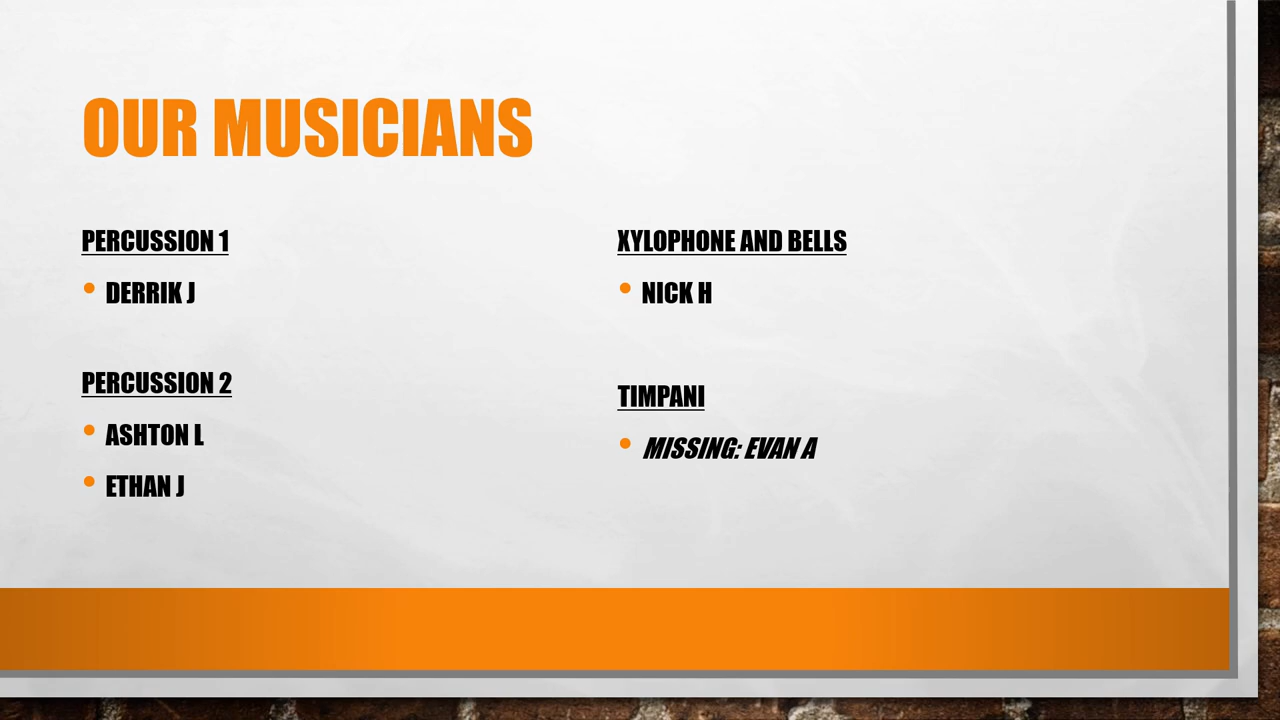 OUR MUSICIANS
PERCUSSION 1
• DERRIK J
PERCUSSION 2
• ASHTON L
• ETHAN J
XYLOPHONE AND BELLS
• NICK H
TIMPANI
• MISSING: EVAN A